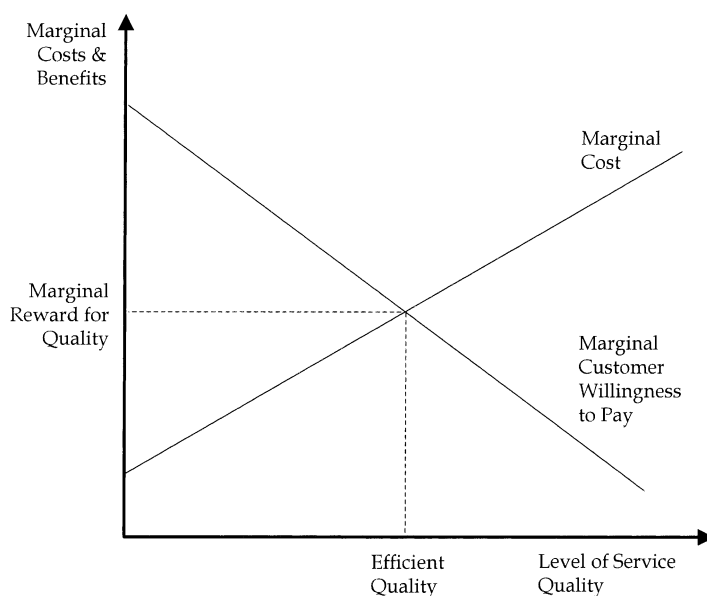 Marginal
Costs &
Benefits
Marginal
Cost
Marginal
Reward for
Quality
Marginal
Customer
Willingness
to Pay
Efficient
Quality
Level of Service
Quality